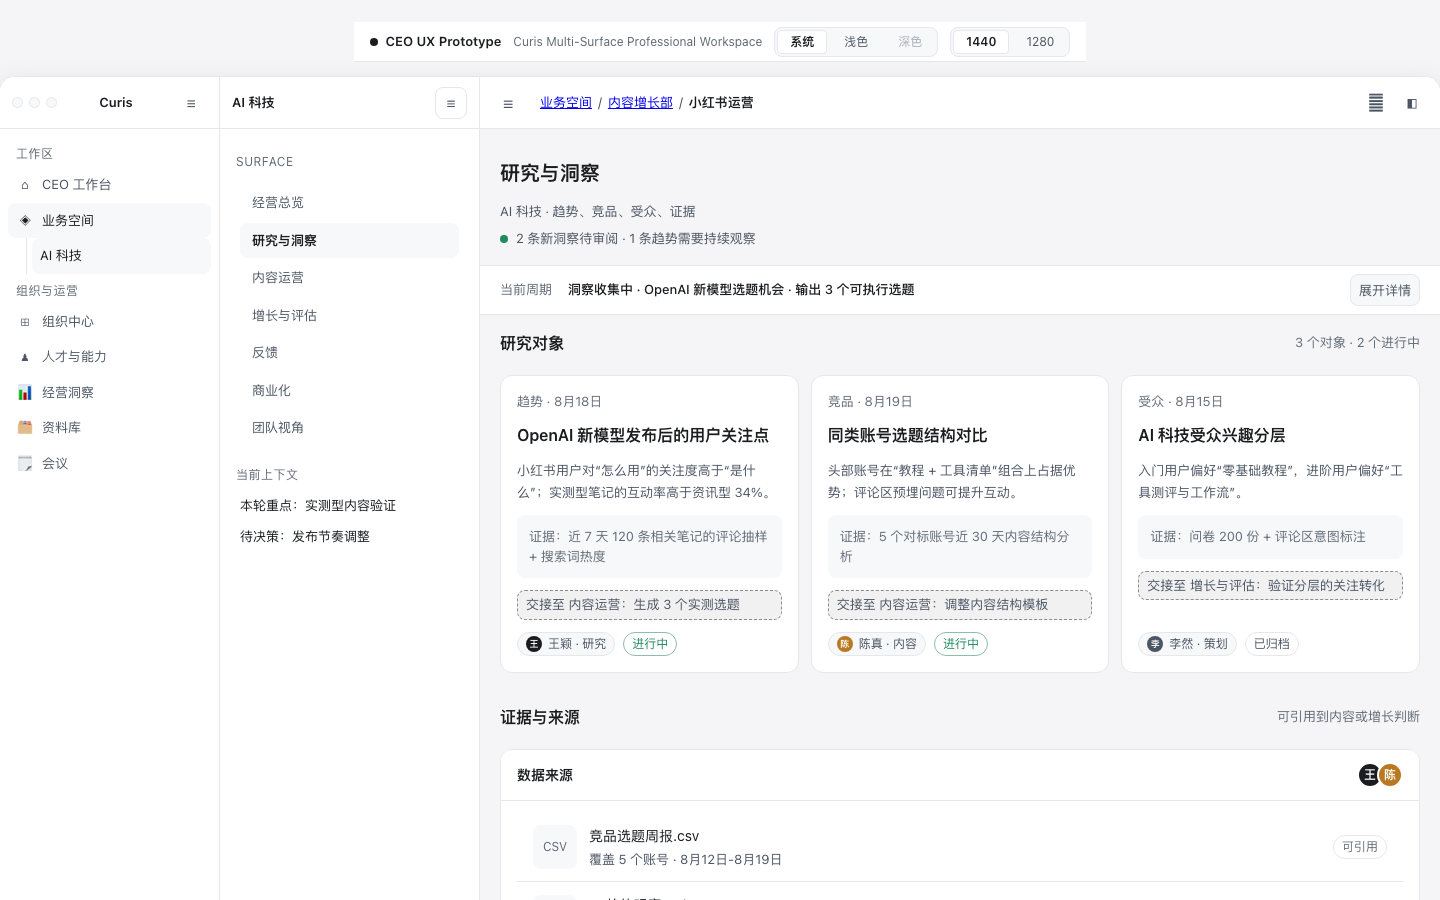 CEO UX Prototype Curis Multi-Surface Professional Workspace 系统 浅色 深色 1440 1280
Curis
工作区
CEO 工作台
业务空间
AI 科技
组织与运营
组织中心
人才与能力
经营洞察
资料库
会议
AI 科技
SURFACE
经营总览
研究与洞察
内容运营
增长与评估
反馈
商业化
团队视角
当前上下文
本轮重点：实测型内容验证
待决策：发布节奏调整
业务空间 / 内容增长部 / 小红书运营
研究与洞察
AI 科技 · 趋势、竞品、受众、证据
2 条新洞察待审阅 · 1 条趋势需要持续观察
当前周期 洞察收集中 · OpenAI 新模型选题机会 · 输出 3 个可执行选题 展开详情
研究对象 3 个对象 · 2 个进行中
趋势 · 8月18日
OpenAI 新模型发布后的用户关注点
小红书用户对“怎么用”的关注度高于“是什
么”；实测型笔记的互动率高于资讯型 34%。
证据：近 7 天 120 条相关笔记的评论抽样
+ 搜索词热度
交接至 内容运营：生成 3 个实测选题
王 王颖 · 研究 进行中
竞品 · 8月19日
同类账号选题结构对比
头部账号在“教程 + 工具清单”组合上占据优
势；评论区预埋问题可提升互动。
证据：5 个对标账号近 30 天内容结构分
析
交接至 内容运营：调整内容结构模板
陈 陈真 · 内容 进行中
受众 · 8月15日
AI 科技受众兴趣分层
入门用户偏好“零基础教程”，进阶用户偏好“工
具测评与工作流”。
证据：问卷 200 份 + 评论区意图标注
交接至 增长与评估：验证分层的关注转化
李 李然 · 策划 已归档
证据与来源 可引用到内容或增长判断
数据来源 王 陈
CSV 竞品选题周报.csv 可引用
覆盖 5 个账号 · 8月12日-8月19日